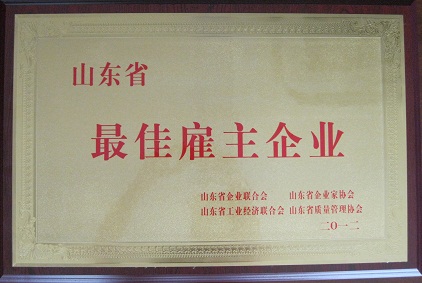 山东省
最佳雇主企业
山东省企业联合会 山东省企业家协会
山东省工业经济联合会 山东省质量管理协会
二〇一二